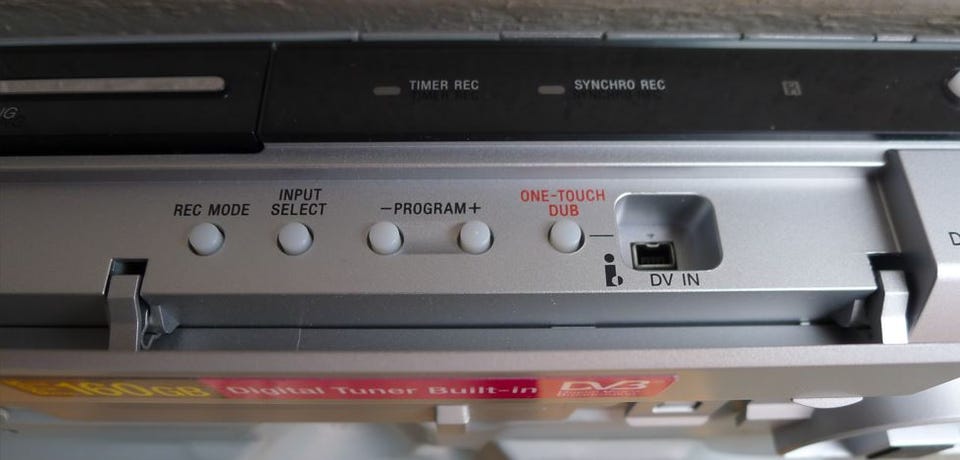 TIMER REC
SYNCHRO REC
REC MODE
INPUT
SELECT
−PROGRAM+
ONE-TOUCH
DUB
DV IN
160GB
Digital Tuner Built-in
DVB